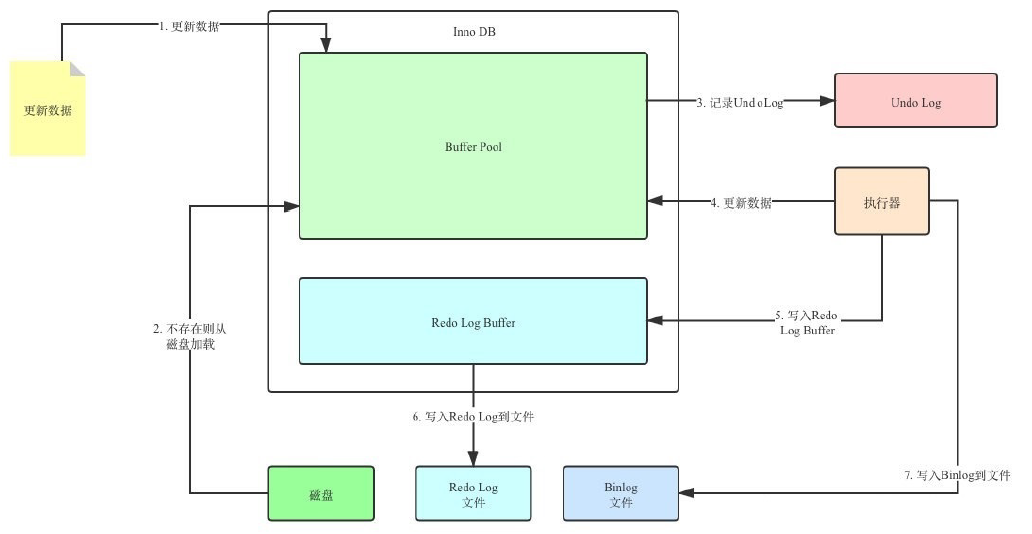 1. 更新数据
Inno DB
更新数据
Buffer Pool
3. 记录UndoLog
Undo Log
4. 更新数据
执行器
2. 不存在则从
磁盘加载
Redo Log Buffer
5. 写入Redo
Log Buffer
6. 写入Redo Log到文件
7. 写入Binlog到文件
磁盘
Redo Log
文件
Binlog
文件